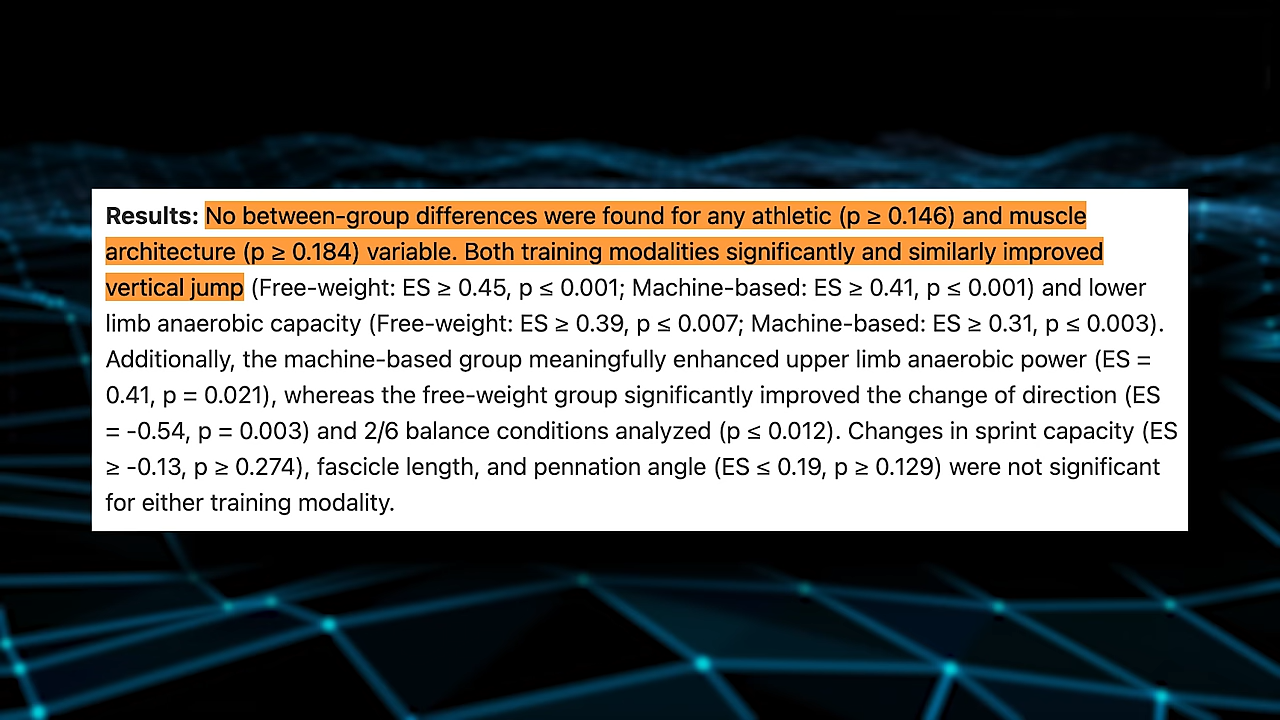 Results: No between-group differences were found for any athletic (p ≥ 0.146) and muscle
architecture (p ≥ 0.184) variable. Both training modalities significantly and similarly improved
vertical jump (Free-weight: ES ≥ 0.45, p ≤ 0.001; Machine-based: ES ≥ 0.41, p ≤ 0.001) and lower
limb anaerobic capacity (Free-weight: ES ≥ 0.39, p ≤ 0.007; Machine-based: ES ≥ 0.31, p ≤ 0.003).
Additionally, the machine-based group meaningfully enhanced upper limb anaerobic power (ES =
0.41, p = 0.021), whereas the free-weight group significantly improved the change of direction (ES
= -0.54, p = 0.003) and 2/6 balance conditions analyzed (p ≤ 0.012). Changes in sprint capacity (ES
≥ -0.13, p ≥ 0.274), fascicle length, and pennation angle (ES ≤ 0.19, p ≥ 0.129) were not significant
for either training modality.